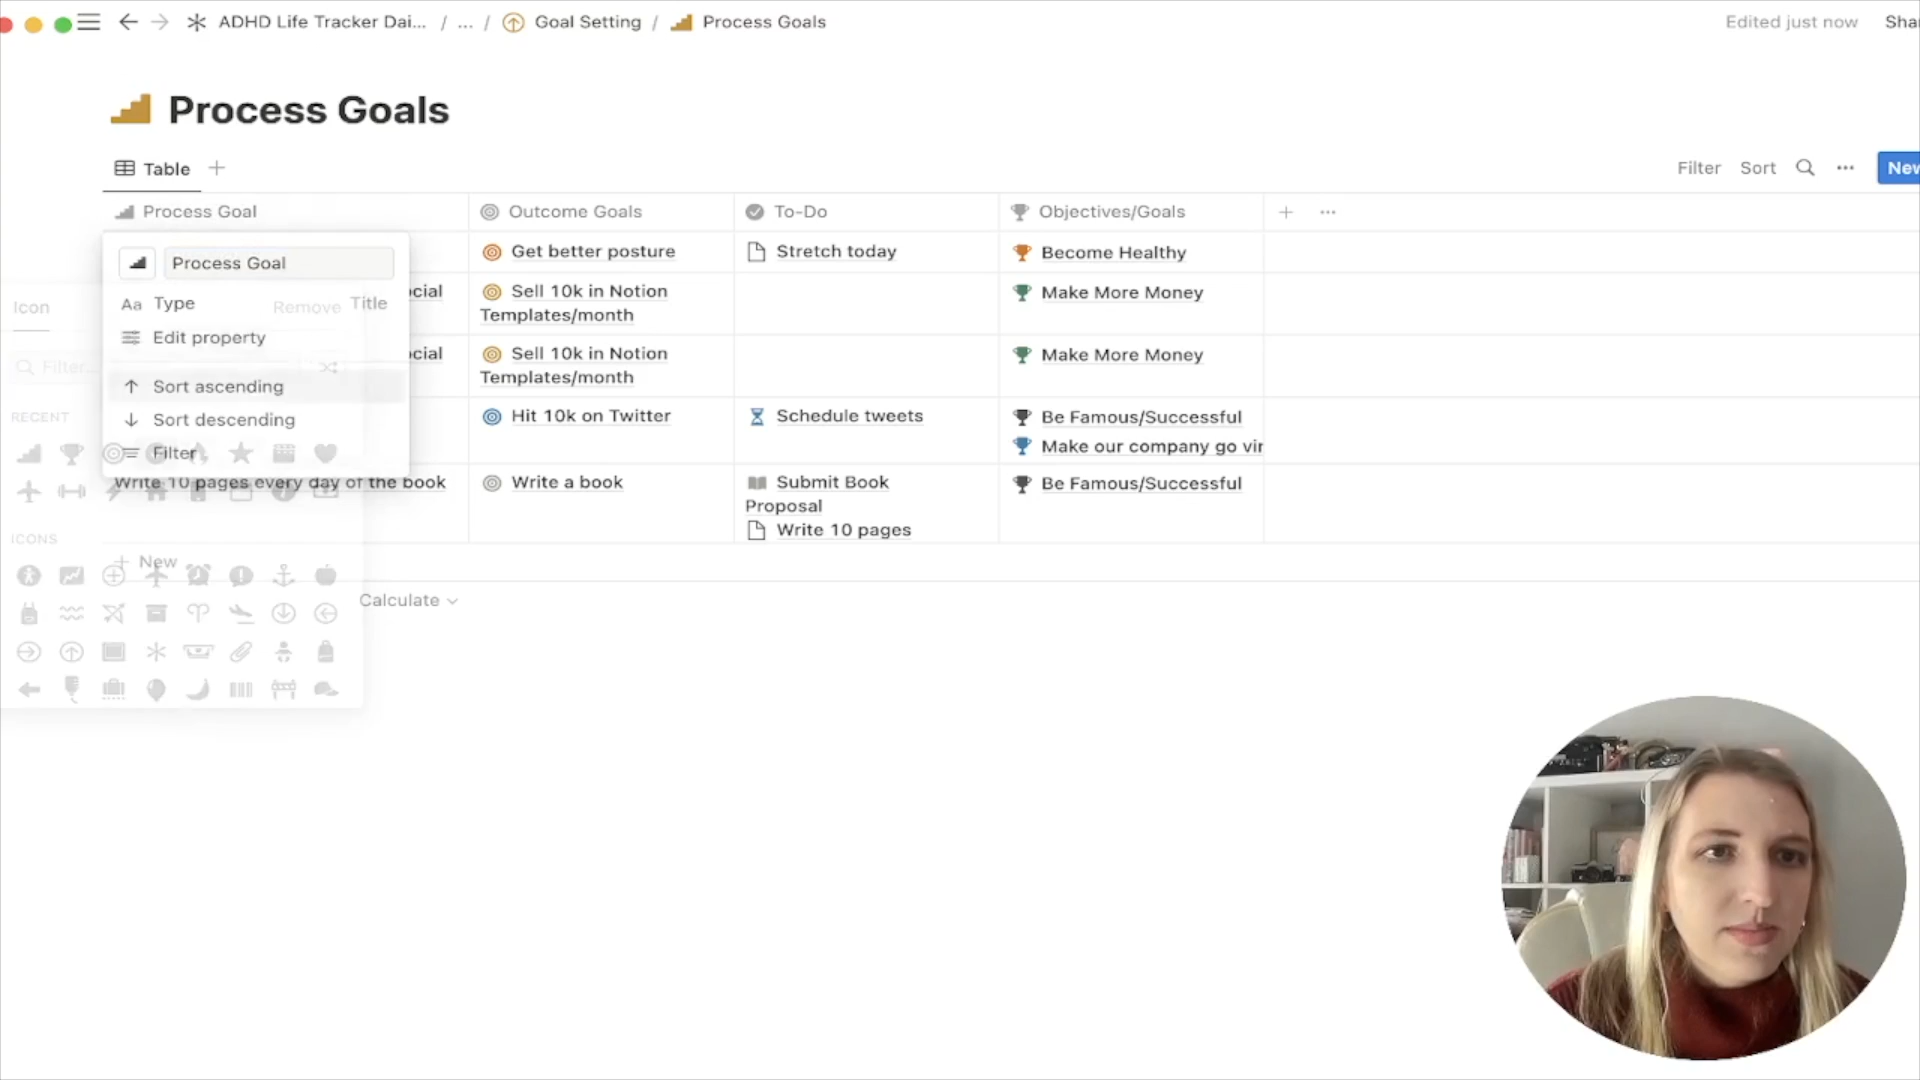 ADHD Life Tracker Dai... / ... / Goal Setting / Process Goals
Edited just now
Process Goals
Table
Filter Sort
Process Goal Outcome Goals To-Do Objectives/Goals
Process Goal
Get better posture Stretch today Become Healthy
Icon
Aa Type Remove Title
Edit property
Sell 10k in Notion
Templates/month
Make More Money
Filter...
Sort ascending
Sell 10k in Notion
Templates/month
Make More Money
RECENT
Sort descending
Filter
Hit 10k on Twitter Schedule tweets Be Famous/Successful
Make our company go vir
Write 10 pages every day of the book Write a book Submit Book
Proposal
Write 10 pages
Be Famous/Successful
ICONS
New
Calculate